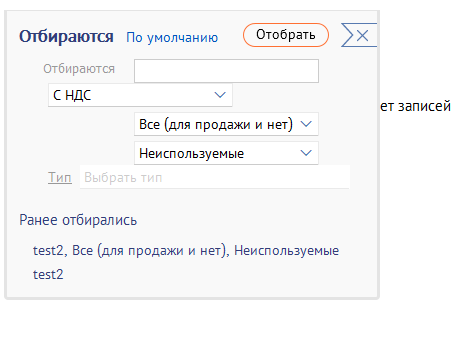 Отбираются По умолчанию Отобрать
Отбираются
С НДС
ет записей
Все (для продажи и нет)
Неиспользуемые
Тип Выбрать тип
Ранее отбирались
test2, Все (для продажи и нет), Неиспользуемые
test2